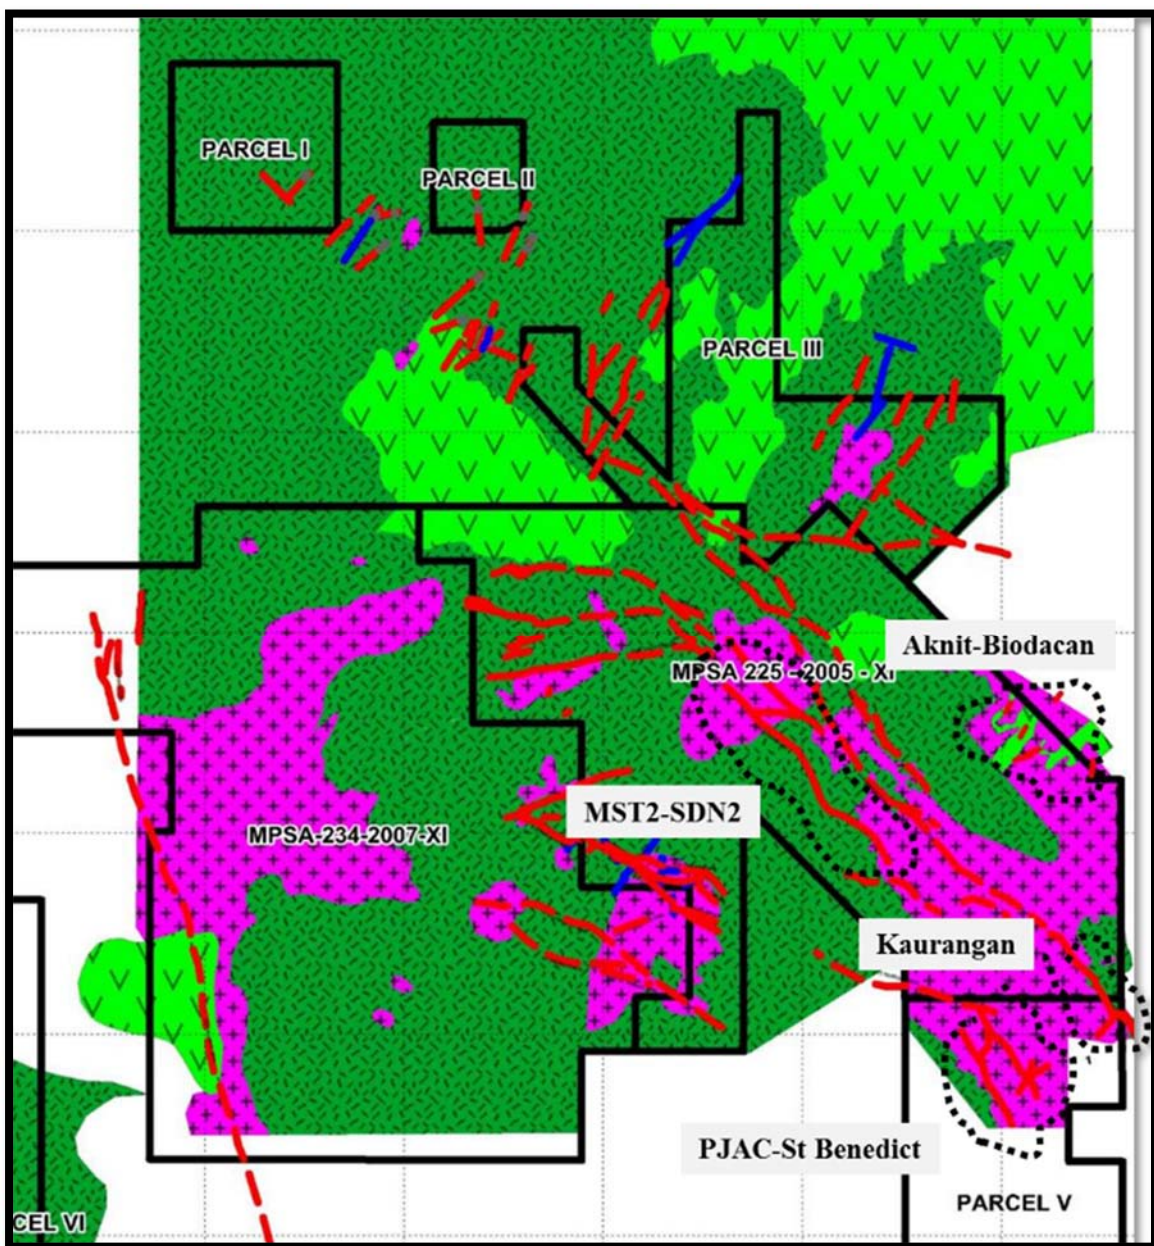 PARCEL I
PARCEL II
PARCEL III
Aknit-Biodacan
MPSA 225 - 2005 - XI
MST2-SDN2
MPSA-234-2007-XI
Kaurangan
PJAC-St Benedict
PARCEL V
CEL VI